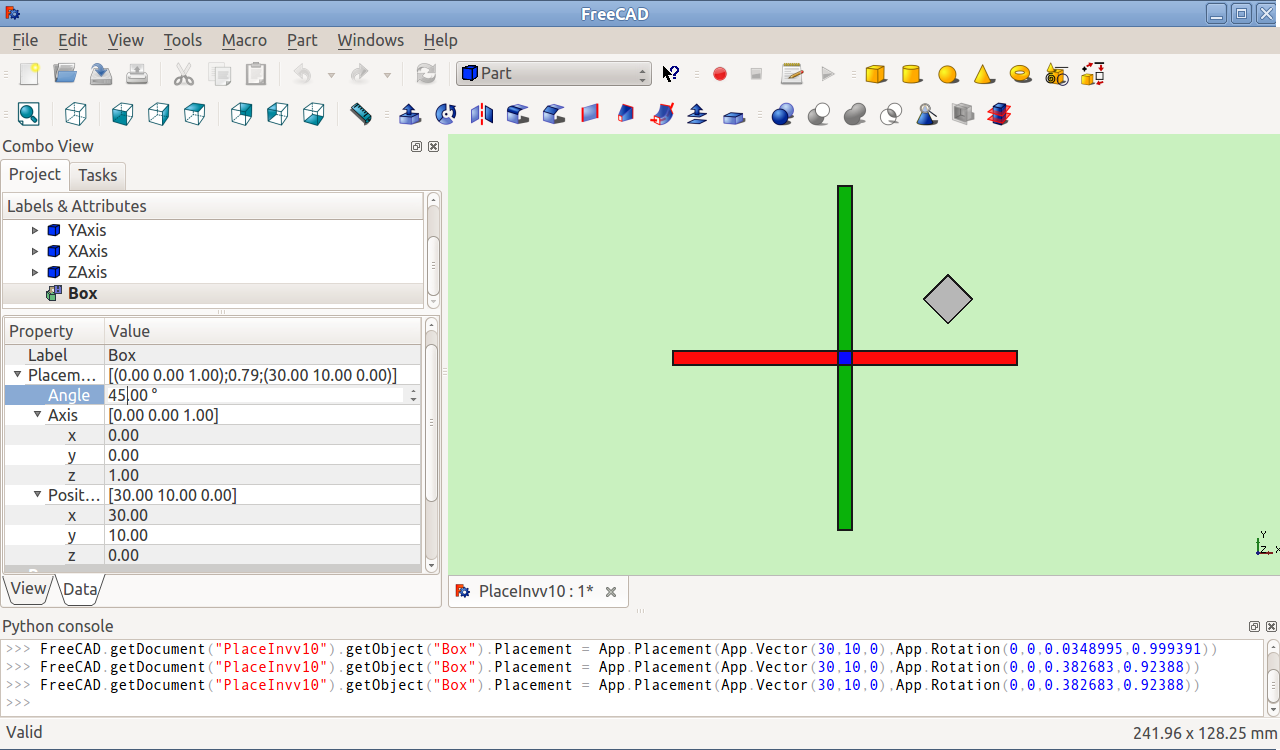 FreeCAD
File Edit View Tools Macro Part Windows Help
Part
Combo View
Project Tasks
Labels & Attributes
YAxis
XAxis
ZAxis
Box
Property Value
Label Box
Placem... [(0.00 0.00 1.00);0.79;(30.00 10.00 0.00)]
Angle 45.00 °
Axis [0.00 0.00 1.00]
x 0.00
y 0.00
z 1.00
Posit... [30.00 10.00 0.00]
x 30.00
y 10.00
z 0.00
View Data
Y
Z X
PlaceInvv10 : 1*
Python console
>>> FreeCAD.getDocument("PlaceInvv10").getObject("Box").Placement = App.Placement(App.Vector(30,10,0),App.Rotation(0,0,0.0348995,0.999391))
>>> FreeCAD.getDocument("PlaceInvv10").getObject("Box").Placement = App.Placement(App.Vector(30,10,0),App.Rotation(0,0,0.382683,0.92388))
>>> FreeCAD.getDocument("PlaceInvv10").getObject("Box").Placement = App.Placement(App.Vector(30,10,0),App.Rotation(0,0,0.382683,0.92388))
>>>
Valid 241.96 x 128.25 mm